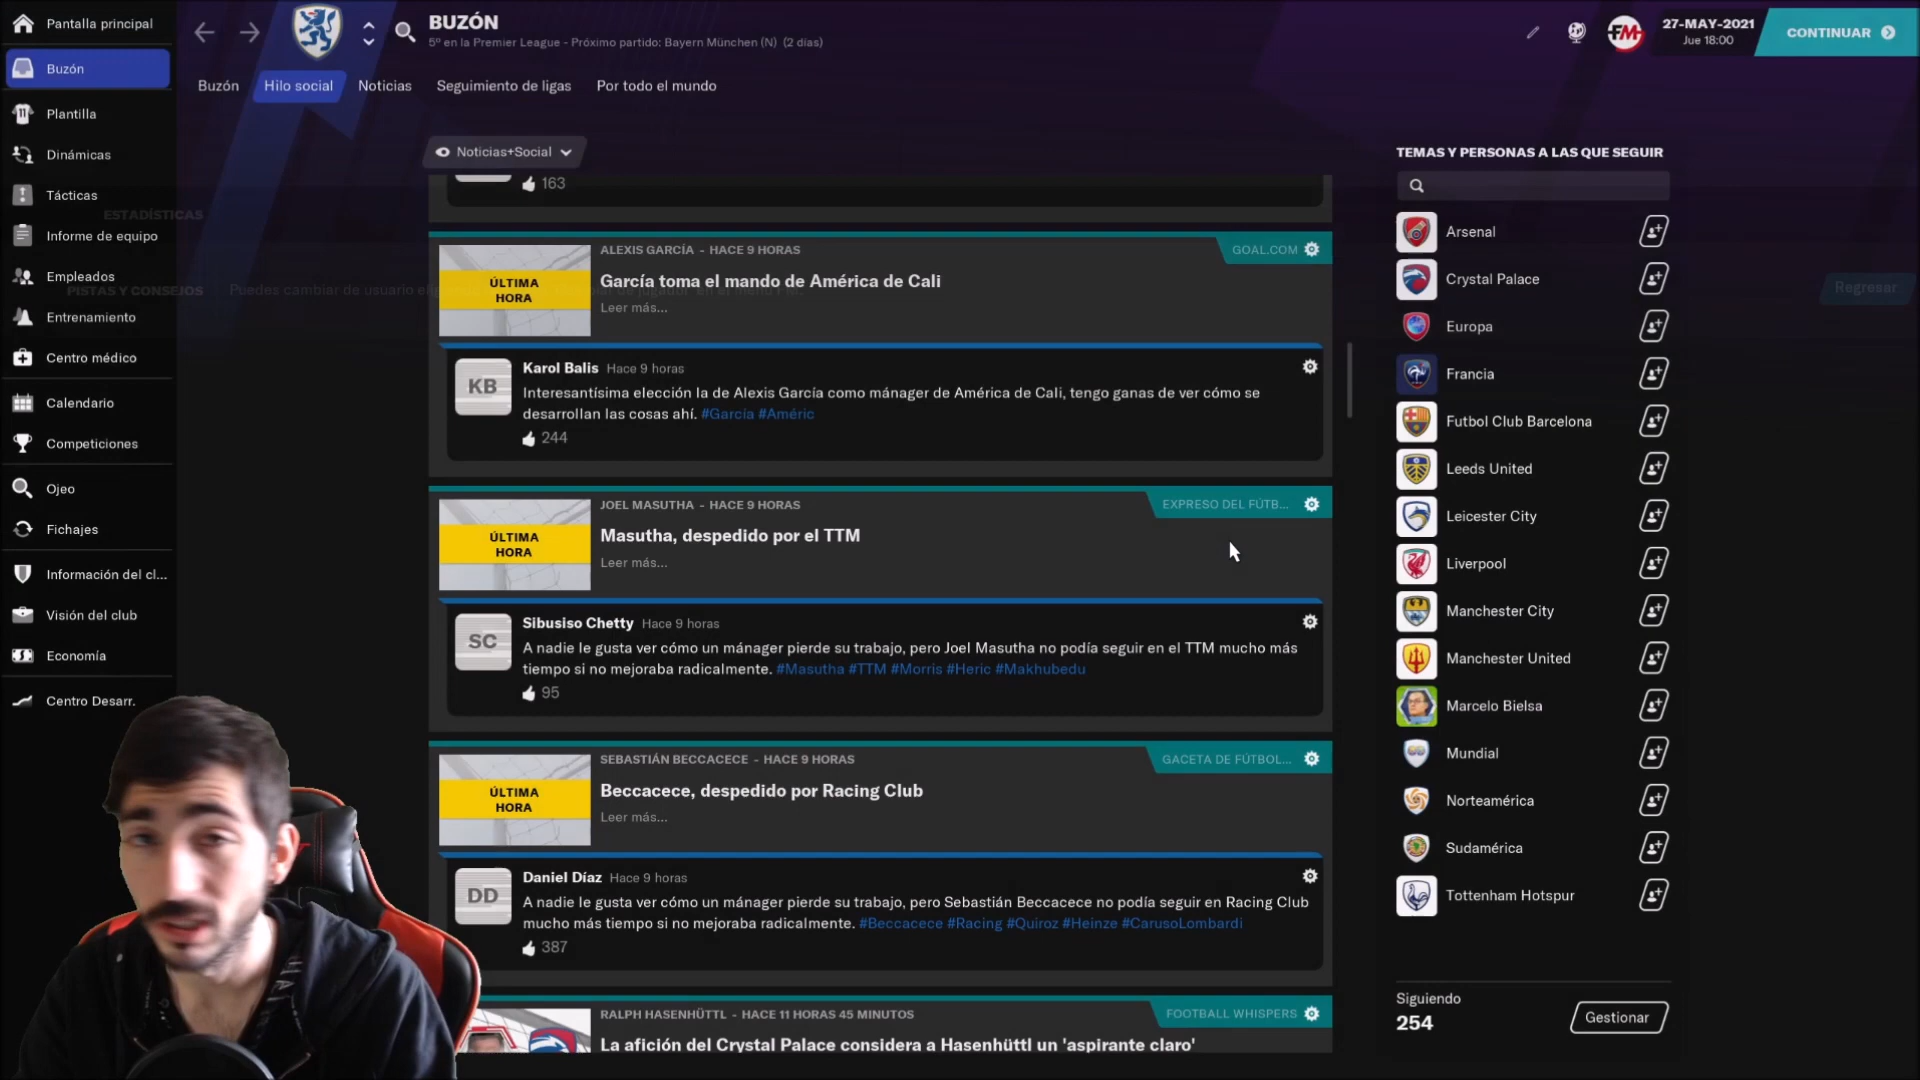 Pantalla principal
Buzón
Plantilla
Dinámicas
Tácticas
Informe de equipo
Empleados
Entrenamiento
Centro médico
Calendario
Competiciones
Ojeo
Fichajes
Información del cl...
Visión del club
Economía
Centro Desarr.
ESTADÍSTICAS
PISTAS Y CONSEJOS
Puedes cambiar de usuario
Regresar
BUZÓN
5º en la Premier League - Próximo partido: Bayern München (N) (2 días)
FM
27-MAY-2021
Jue 18:00
CONTINUAR
Buzón
Hilo social
Noticias
Seguimiento de ligas
Por todo el mundo
Noticias+Social
163
ÚLTIMA
HORA
ALEXIS GARCÍA - HACE 9 HORAS
GOAL.COM
García toma el mando de América de Cali
Leer más...
KB
Karol Balis Hace 9 horas
Interesantísima elección la de Alexis García como mánager de América de Cali, tengo ganas de ver cómo se
desarrollan las cosas ahí. #García #Améric
244
ÚLTIMA
HORA
JOEL MASUTHA - HACE 9 HORAS
EXPRESO DEL FÚTB...
Masutha, despedido por el TTM
Leer más...
SC
Sibusiso Chetty Hace 9 horas
A nadie le gusta ver cómo un mánager pierde su trabajo, pero Joel Masutha no podía seguir en el TTM mucho más
tiempo si no mejoraba radicalmente. #Masutha #TTM #Morris #Heric #Makhubedu
95
ÚLTIMA
HORA
SEBASTIÁN BECCACECE - HACE 9 HORAS
GACETA DE FÚTBOL...
Beccacece, despedido por Racing Club
Leer más...
DD
Daniel Díaz Hace 9 horas
A nadie le gusta ver cómo un mánager pierde su trabajo, pero Sebastián Beccacece no podía seguir en Racing Club
mucho más tiempo si no mejoraba radicalmente. #Beccacece #Racing #Quiroz #Heinze #CarusoLombardi
387
RALPH HASENHÜTTL - HACE 11 HORAS 45 MINUTOS
FOOTBALL WHISPERS
La afición del Crystal Palace considera a Hasenhüttl un 'aspirante claro'
TEMAS Y PERSONAS A LAS QUE SEGUIR
Arsenal
Crystal Palace
Europa
Francia
Futbol Club Barcelona
Leeds United
Leicester City
Liverpool
Manchester City
Manchester United
Marcelo Bielsa
Mundial
Norteamérica
Sudamérica
Tottenham Hotspur
Siguiendo
254
Gestionar